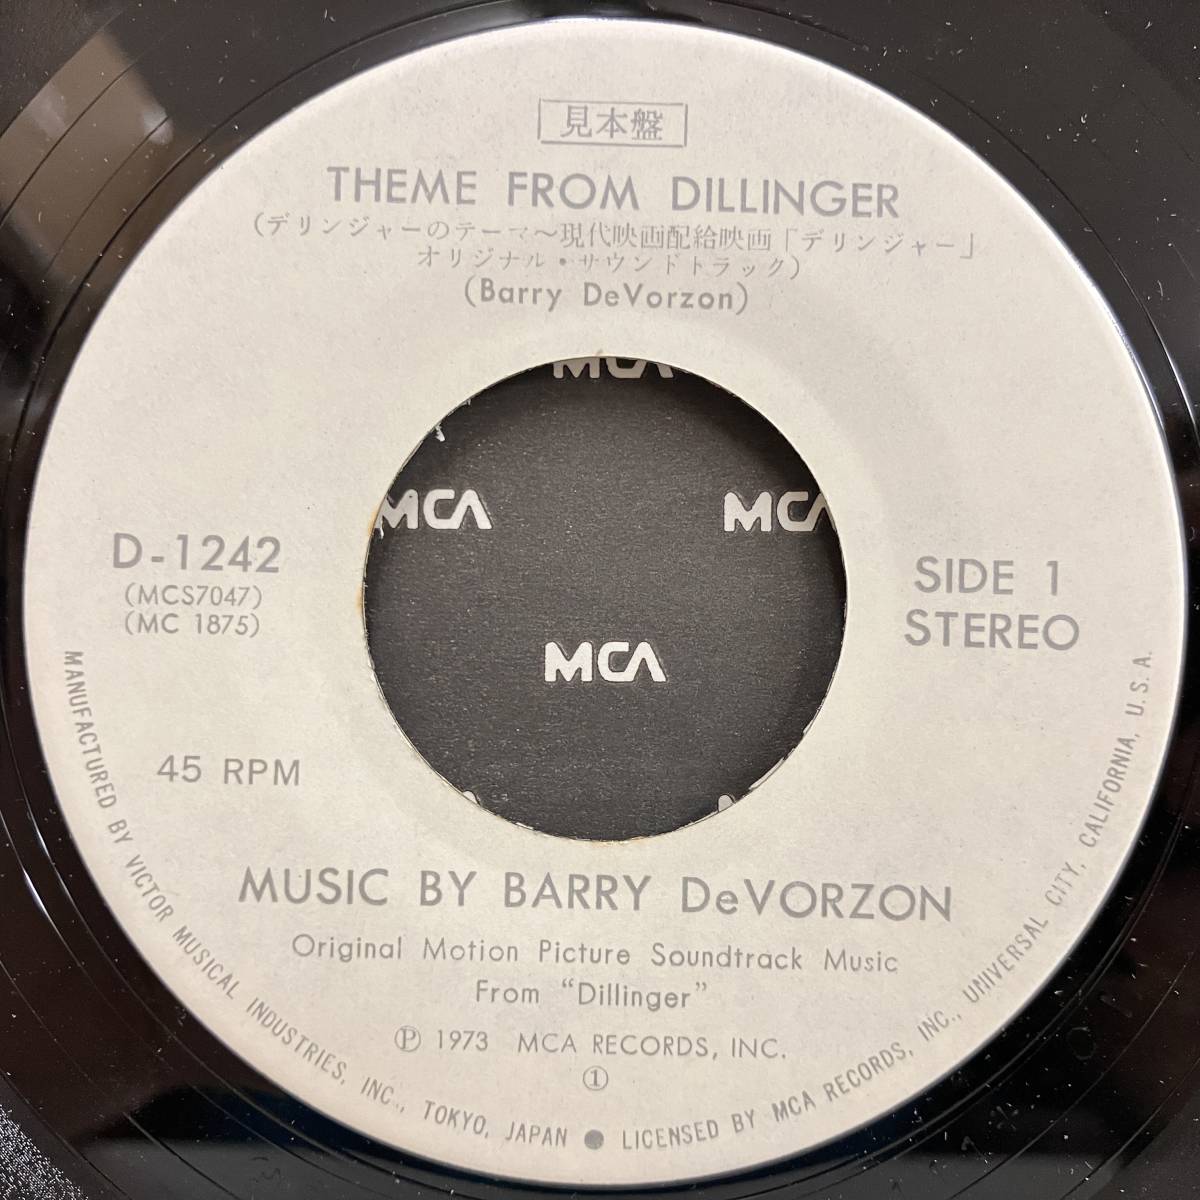 見本盤
THEME FROM DILLINGER
(デリンジャーのテーマ～現代映画配給映画「デリンジャー」
オリジナル・サウンドトラック)
(Barry DeVorzon)
MCA
MCA
MCA
D-1242
(MCS7047)
(MC 1875)
SIDE 1
STEREO
MCA
45 RPM
MUSIC BY BARRY DeVORZON
Original Motion Picture Soundtrack Music
From “Dillinger”
Ⓟ 1973 MCA RECORDS, INC.
①
MANUFACTURED BY VICTOR MUSICAL INDUSTRIES, INC., TOKYO, JAPAN ● LICENSED BY MCA RECORDS, INC., UNIVERSAL CITY, CALIFORNIA, U.S.A.